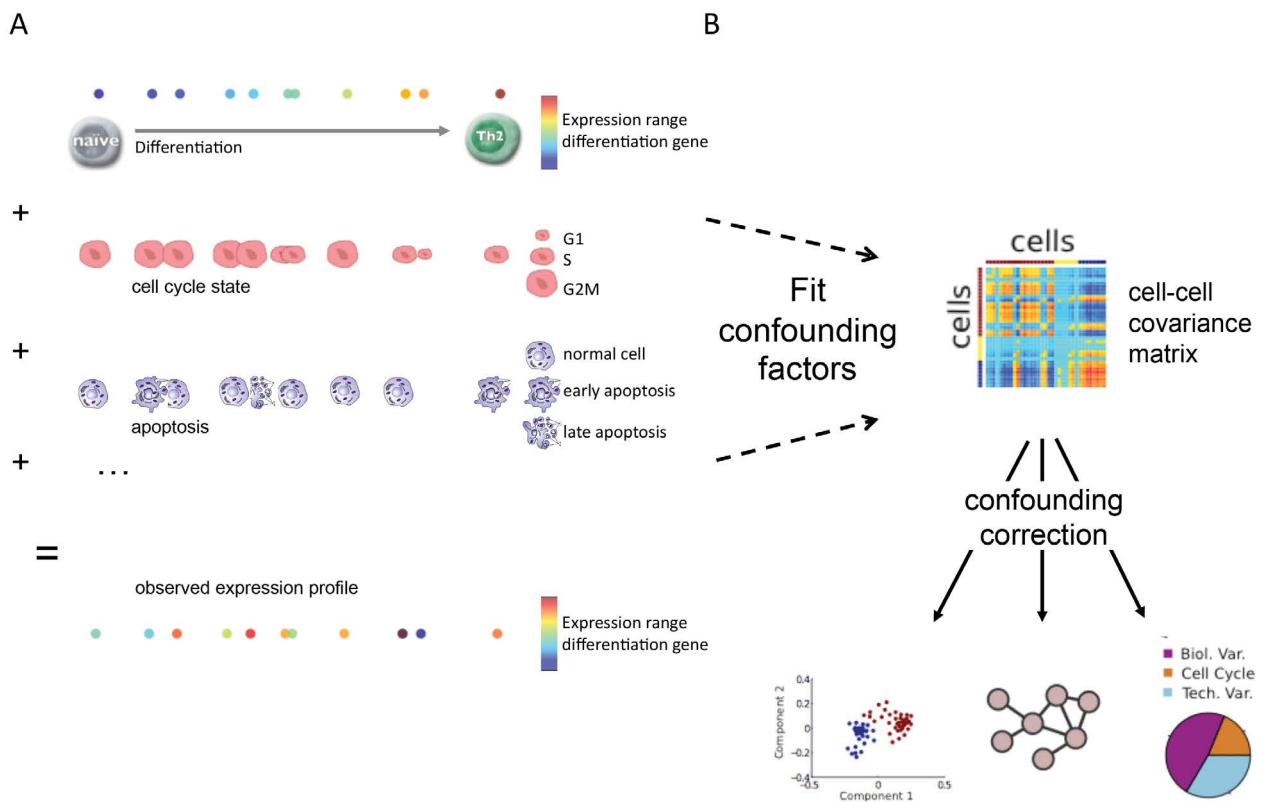 A
B
naïve
Differentiation
Th2
Expression range
differentiation gene
+
cell cycle state
G1
S
G2M
+
apoptosis
normal cell
early apoptosis
late apoptosis
+
...
=
observed expression profile
Expression range
differentiation gene
Fit
confounding
factors
cells
cells
cell-cell
covariance
matrix
confounding
correction
Component 2
0.4
0.2
0
−0.2
−0.4
−0.5
0
0.5
Component 1
Biol. Var.
Cell Cycle
Tech. Var.